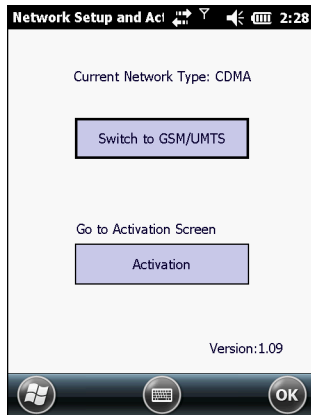 Network Setup and Act 2:28
Current Network Type: CDMA
Switch to GSM/UMTS
Go to Activation Screen
Activation
Version:1.09
OK